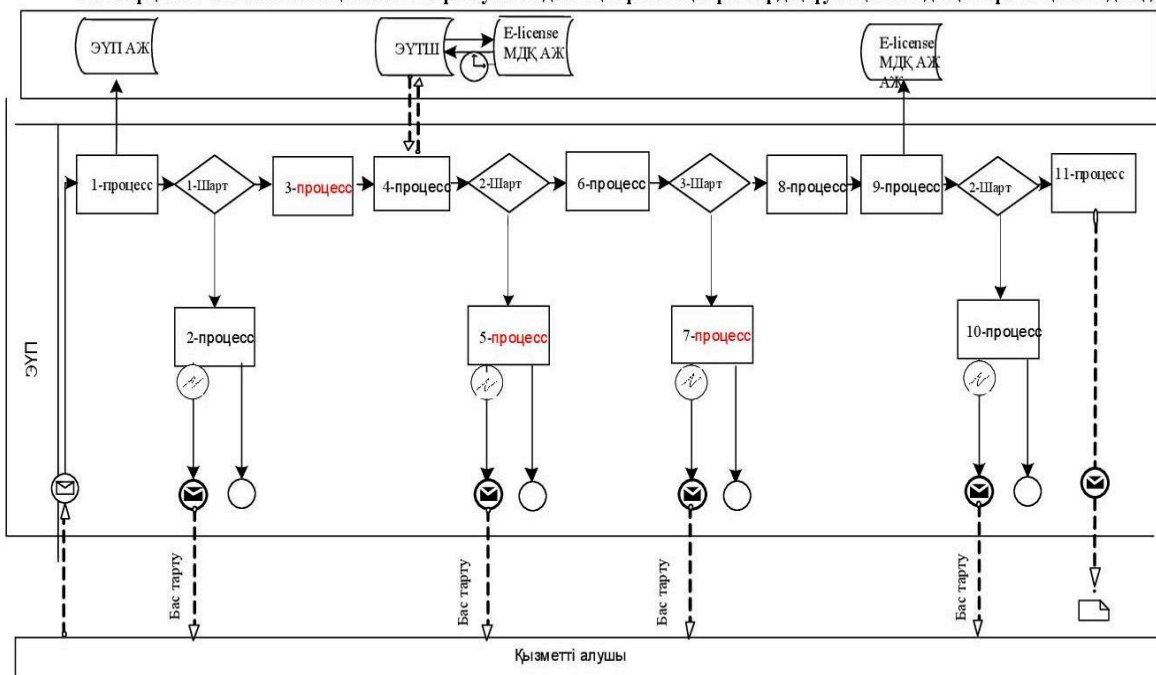 ЭҮП АЖ
ЭҮТШ
E-license
МДҚ АЖ
E-license
МДҚ АЖ
АЖ
1-процесс
1-Шарт
3-процесс
4-процесс
2-Шарт
6-процесс
3-Шарт
8-процесс
9-процесс
2-Шарт
11-процесс
2-процесс
5-процесс
7-процесс
10-процесс
ЭҮП
Бас тарту
Бас тарту
Бас тарту
Бас тарту
Қызметті алушы